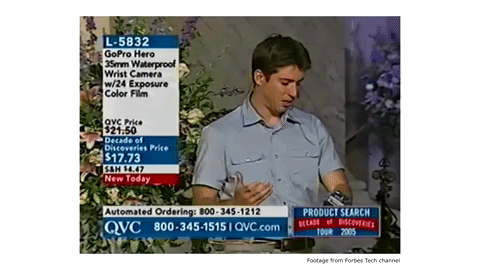 L-5832
GoPro Hero
35mm Waterproof
Wrist Camera
w/24 Exposure
Color Film
QVC Price
$21.50
Decade of
Discoveries Price
$17.73
S&H $4.47
New Today
Automated Ordering: 800-345-1212
QVC 800-345-1515 | QVC.com
PRODUCT SEARCH
DECADE OF DISCOVERIES
TOUR 2005
Footage from Forbes Tech channel